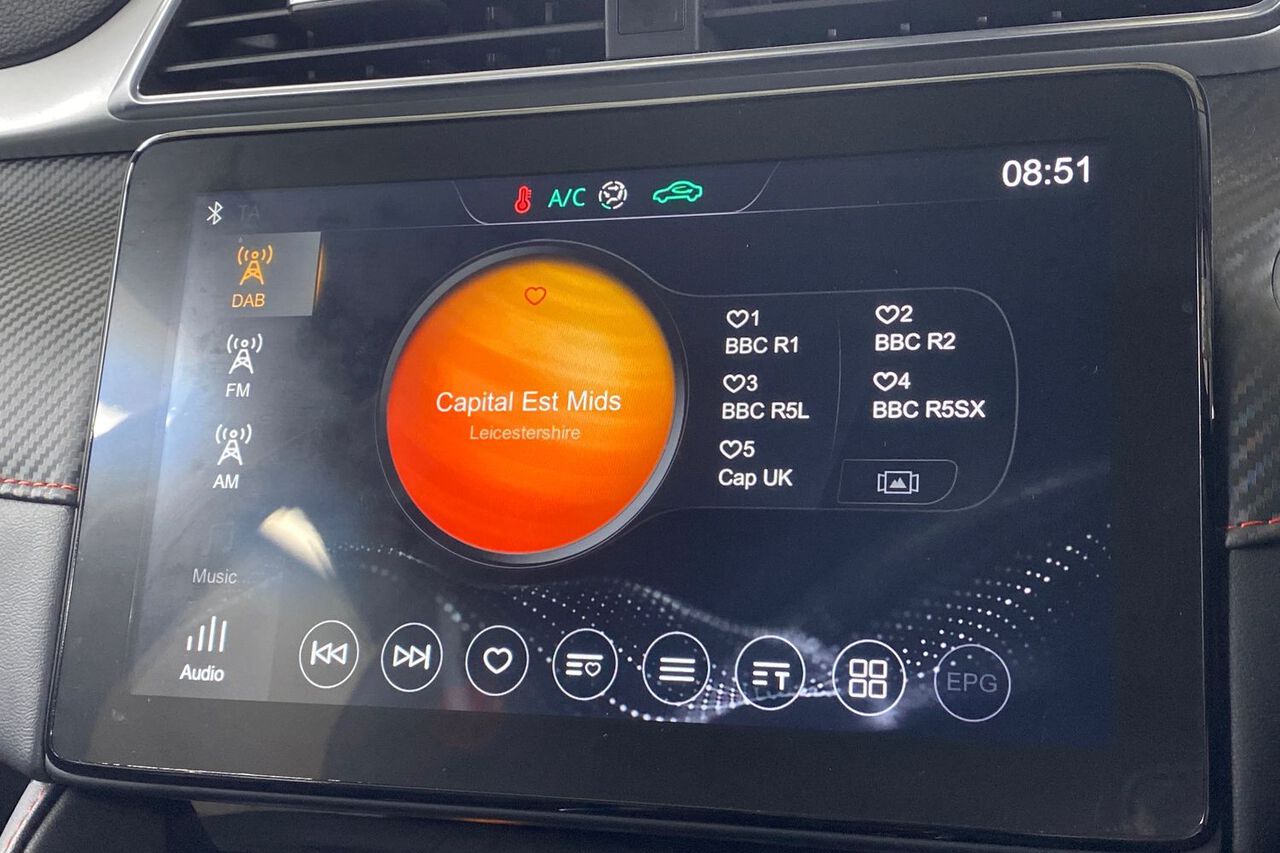 08:51
A/C
TA
DAB
FM
AM
Music
Audio
Capital Est Mids
Leicestershire
1
BBC R1
2
BBC R2
3
BBC R5L
4
BBC R5SX
5
Cap UK
T
EPG